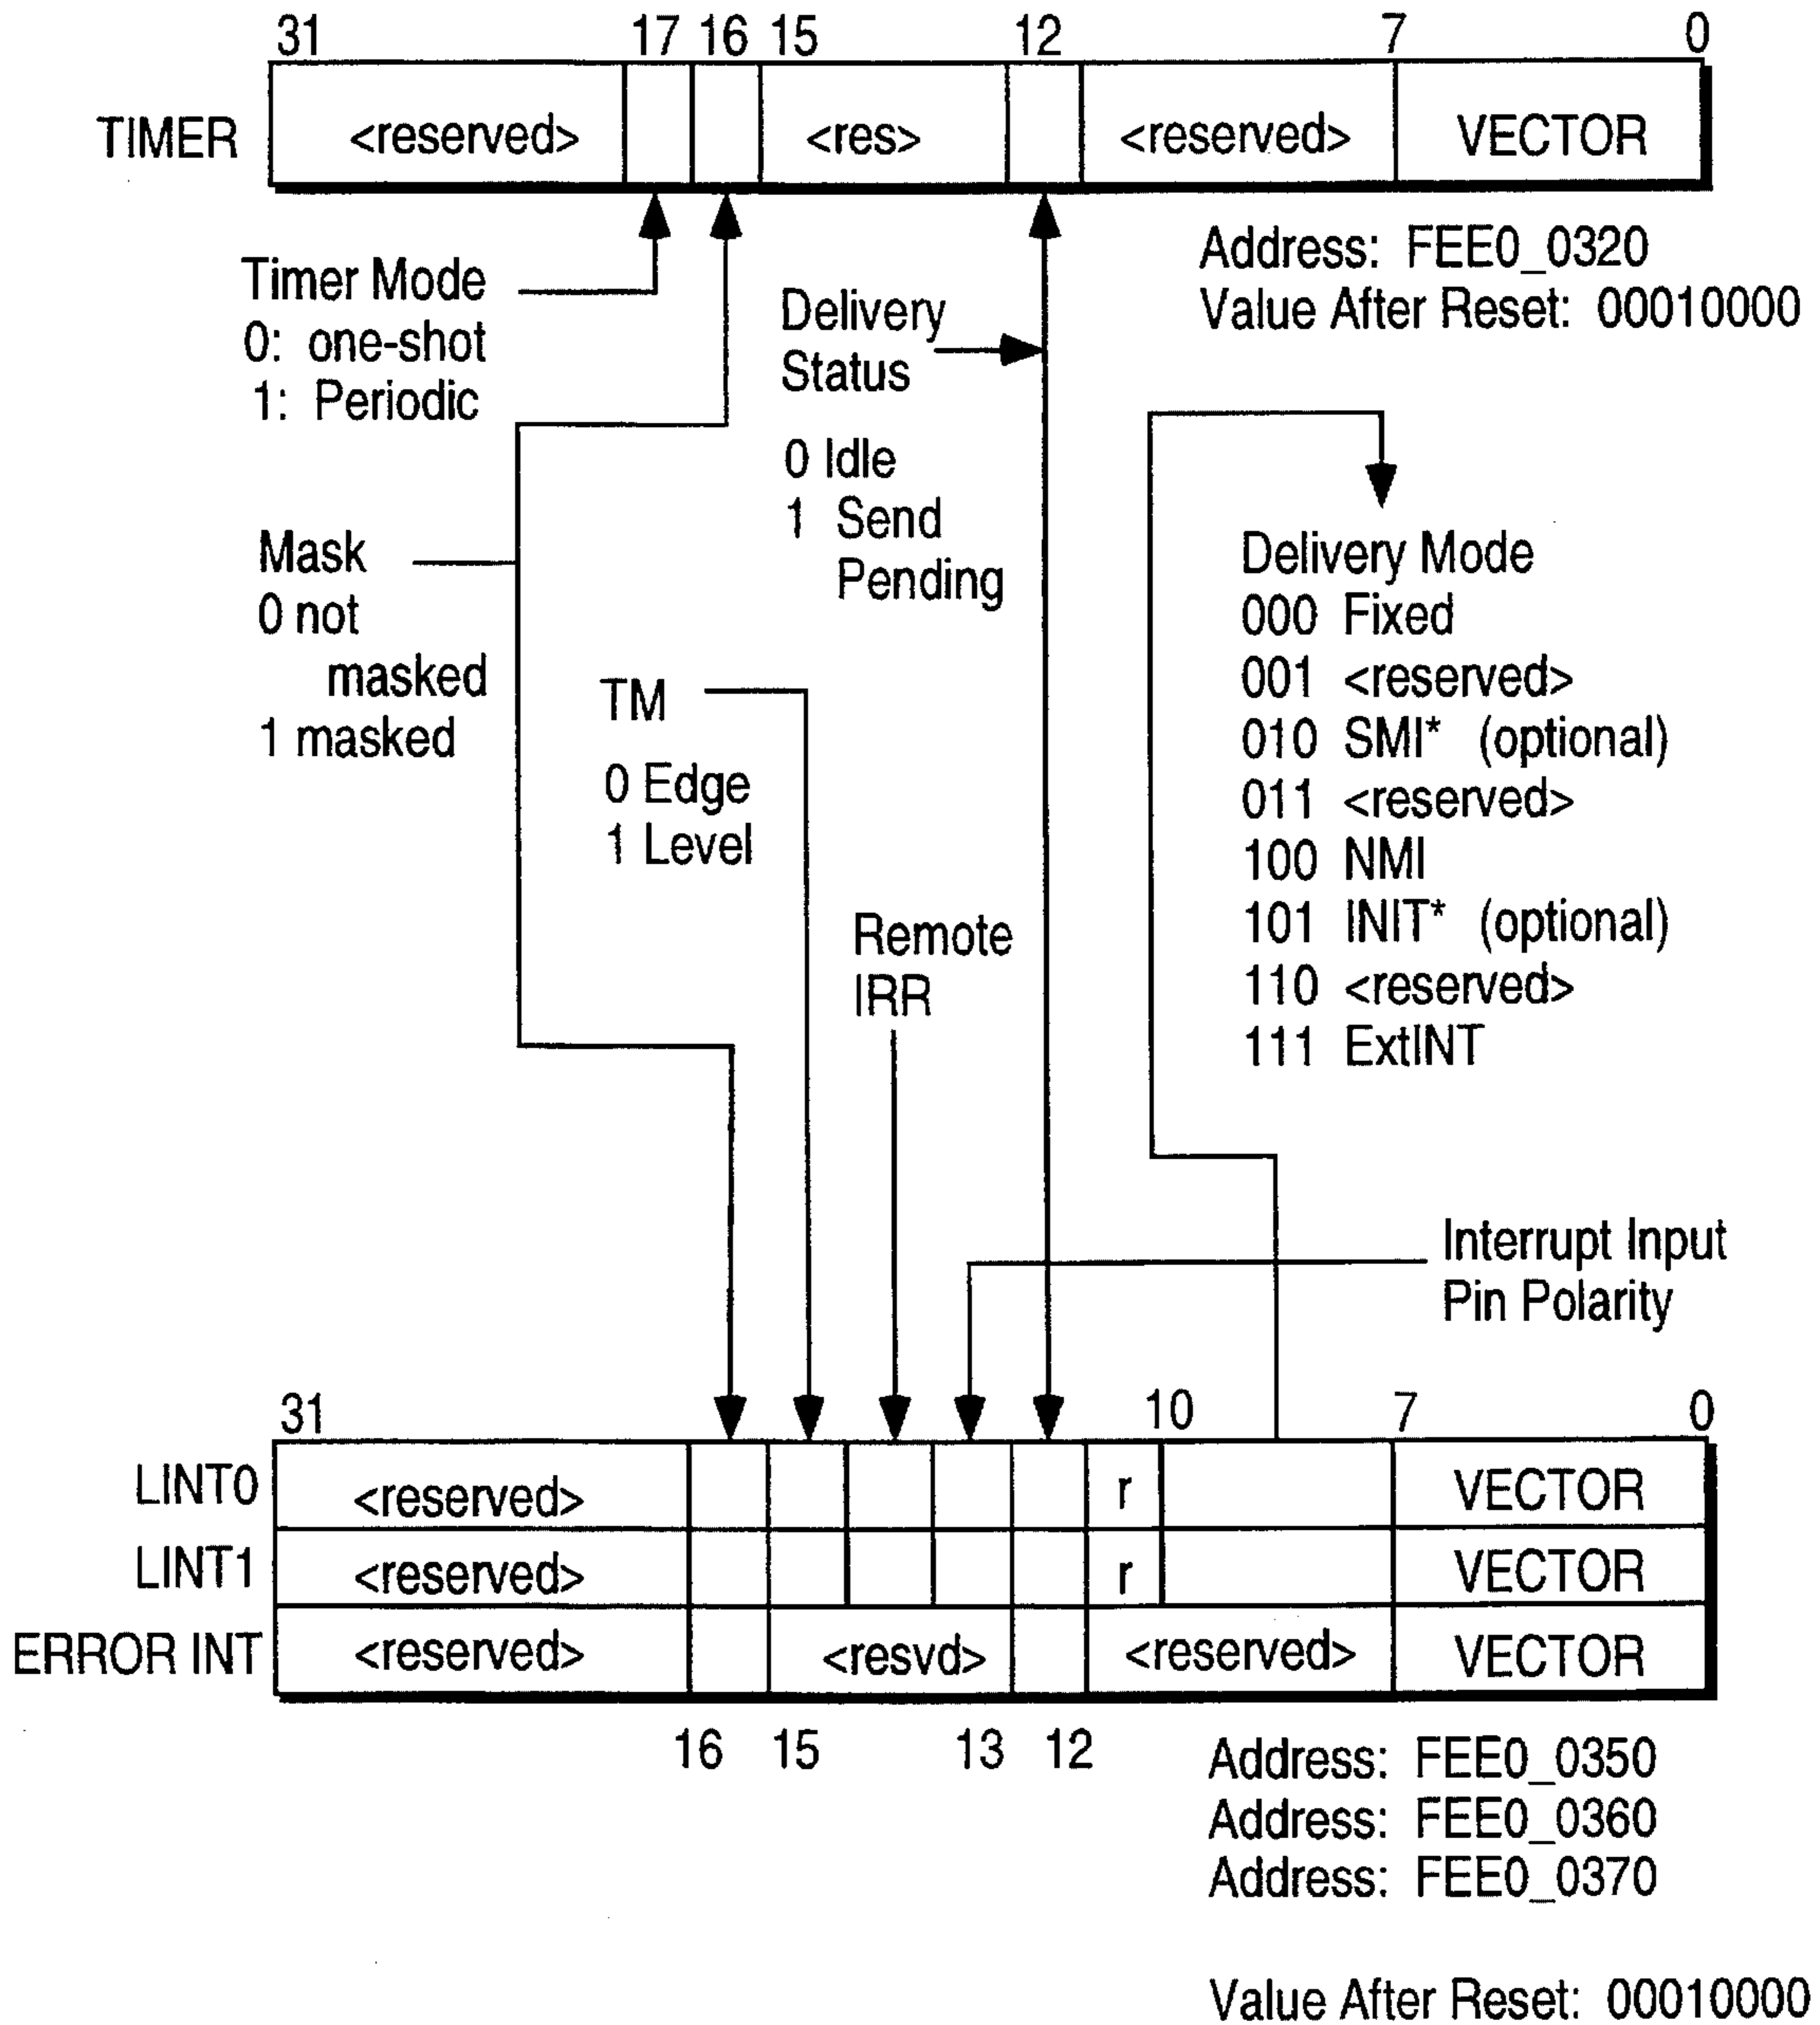 31 17 16 15 12 7 0
TIMER <reserved> <res> <reserved> VECTOR
Address: FEE0_0320
Value After Reset: 00010000
Timer Mode
0: one-shot
1: Periodic
Delivery
Status
0 Idle
1 Send
Pending
Mask
0 not
masked
1 masked
TM
0 Edge
1 Level
Remote
IRR
Delivery Mode
000 Fixed
001 <reserved>
010 SMI* (optional)
011 <reserved>
100 NMI
101 INIT* (optional)
110 <reserved>
111 ExtINT
Interrupt Input
Pin Polarity
31 10 7 0
LINT0 <reserved> r VECTOR
LINT1 <reserved> r VECTOR
ERROR INT <reserved> <resvd> <reserved> VECTOR
16 15 13 12
Address: FEE0_0350
Address: FEE0_0360
Address: FEE0_0370
Value After Reset: 00010000